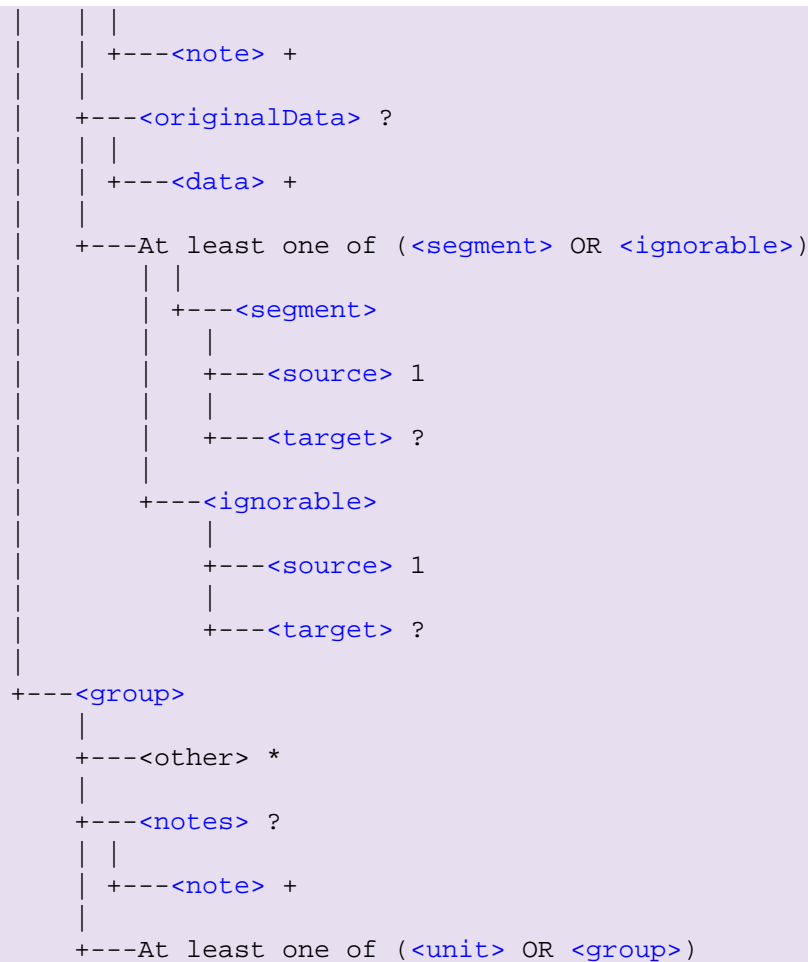 |    | |
|    | +---<note> +
|    |
|    +---<originalData> ?
|    | |
|    | +---<data> +
|    |
|    +---At least one of (<segment> OR <ignorable>)
|        | |
|        | +---<segment>
|        |   |
|        |   +---<source> 1
|        |   |
|        |   +---<target> ?
|        |
|        +---<ignorable>
|            |
|            +---<source> 1
|            |
|            +---<target> ?
|
+---<group>
    |
    +---<other> *
    |
    +---<notes> ?
    | |
    | +---<note> +
    |
    +---At least one of (<unit> OR <group>)